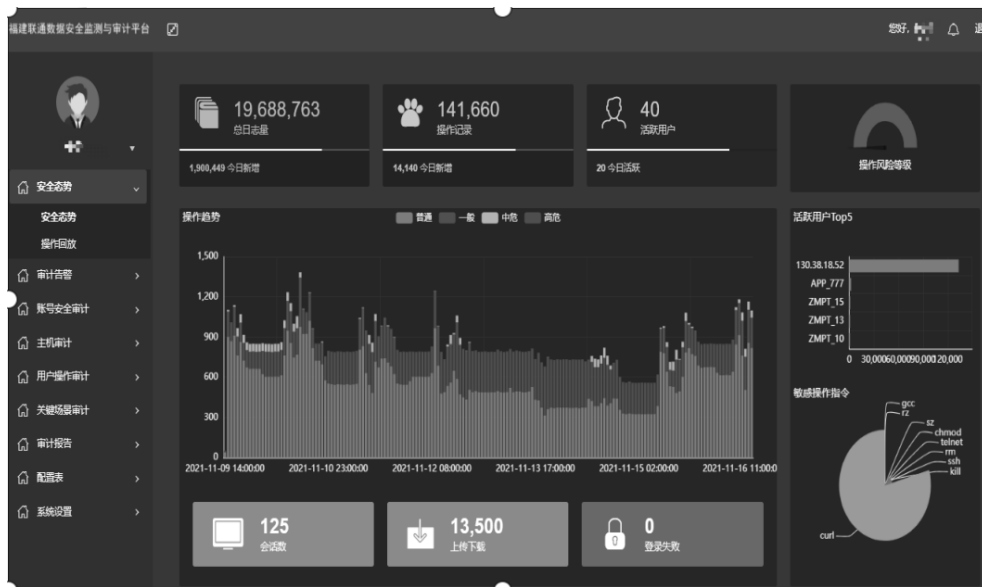 福建联通数据安全监测与审计平台
您好,
退
19,688,763
总日志量
1,900,449 今日新增
141,660
操作记录
14,140 今日新增
40
活跃用户
20 今日活跃
操作风险等级
安全态势
安全态势
操作回放
审计告警
账号安全审计
主机审计
用户操作审计
关键场景审计
审计报告
配置表
系统设置
操作趋势
普通 一般 中危 高危
1,500
1,200
900
600
300
0
2021-11-09 14:00:00 2021-11-10 23:00:00 2021-11-12 08:00:00 2021-11-13 17:00:00 2021-11-15 02:00:00 2021-11-16 11:00:0
活跃用户Top5
130.38.18.52
APP_777
ZMPT_15
ZMPT_13
ZMPT_10
0 30,000 60,000 90,000 120,000
敏感操作指令
gcc
rz
sz
chmod
telnet
rm
ssh
kill
curl
125
会话数
13,500
上传下载
0
登录失败